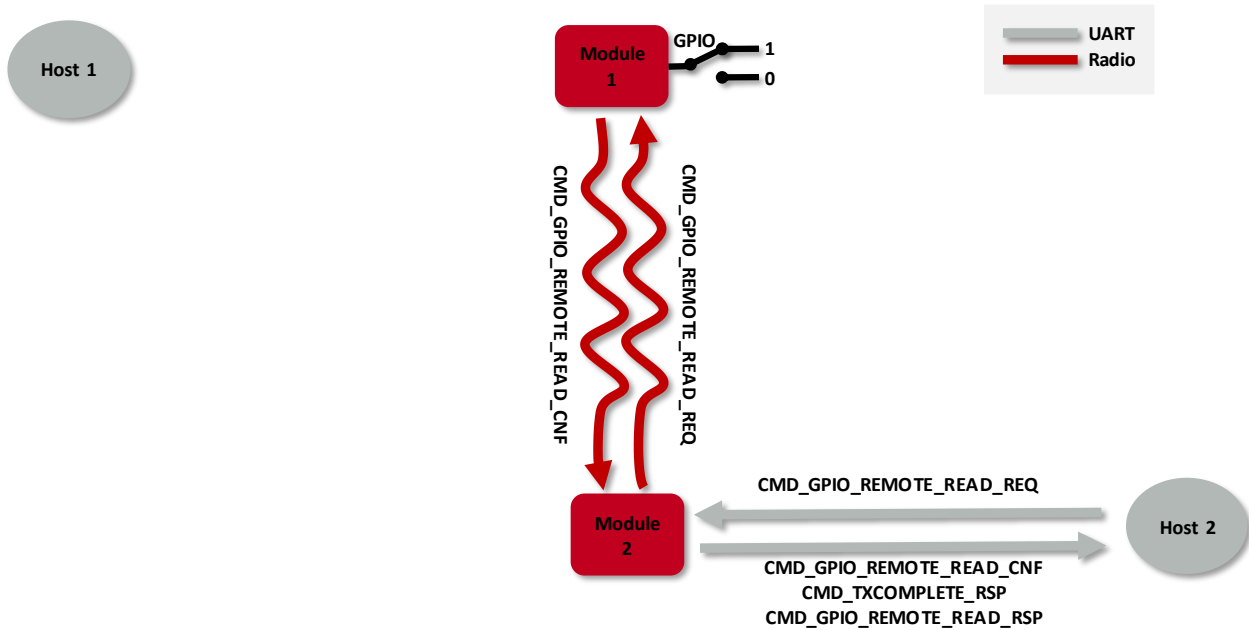 Host 1
Module
1
GPIO
1
0
UART
Radio
CMD_GPIO_REMOTE_READ_CNF
CMD_GPIO_REMOTE_READ_REQ
CMD_GPIO_REMOTE_READ_REQ
Module
2
Host 2
CMD_GPIO_REMOTE_READ_CNF
CMD_TXCOMPLETE_RSP
CMD_GPIO_REMOTE_READ_RSP